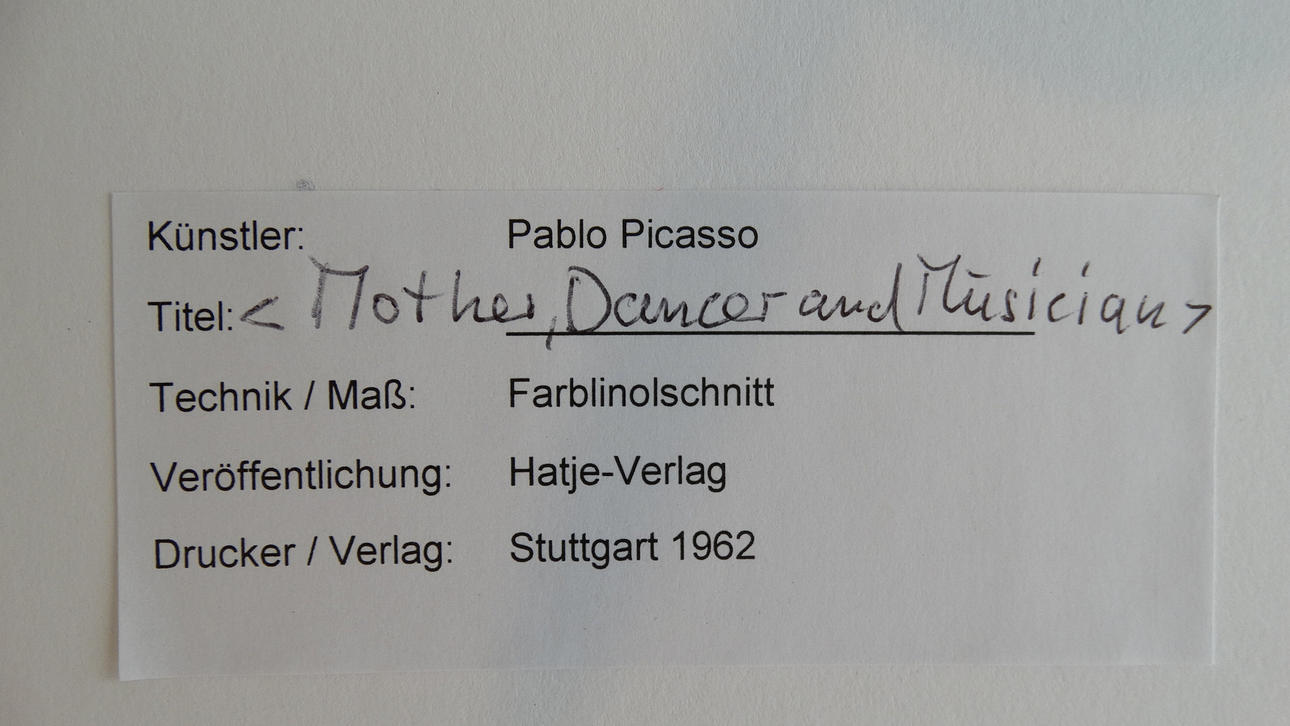 Künstler: Pablo Picasso
Titel: < Mother, Dancer and Musician >
Technik / Maß: Farblinolschnitt
Veröffentlichung: Hatje-Verlag
Drucker / Verlag: Stuttgart 1962